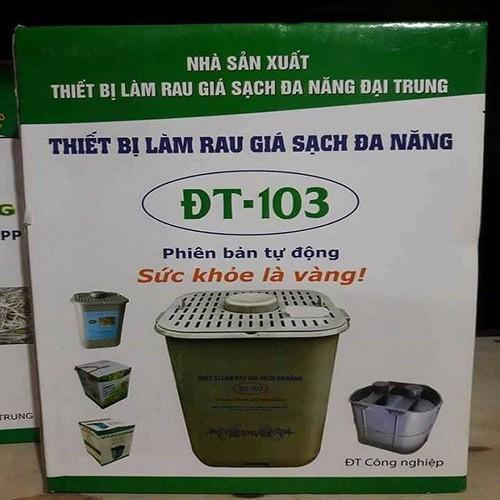 NHÀ SẢN XUẤT
THIẾT BỊ LÀM RAU GIÁ SẠCH ĐA NĂNG ĐẠI TRUNG
THIẾT BỊ LÀM RAU GIÁ SẠCH ĐA NĂNG
ĐT-103
Phiên bản tự động
Sức khỏe là vàng!
THIẾT BỊ LÀM RAU GIÁ SẠCH ĐA NĂNG
ĐT-103
ĐT Công nghiệp
G
PP
TRUNG